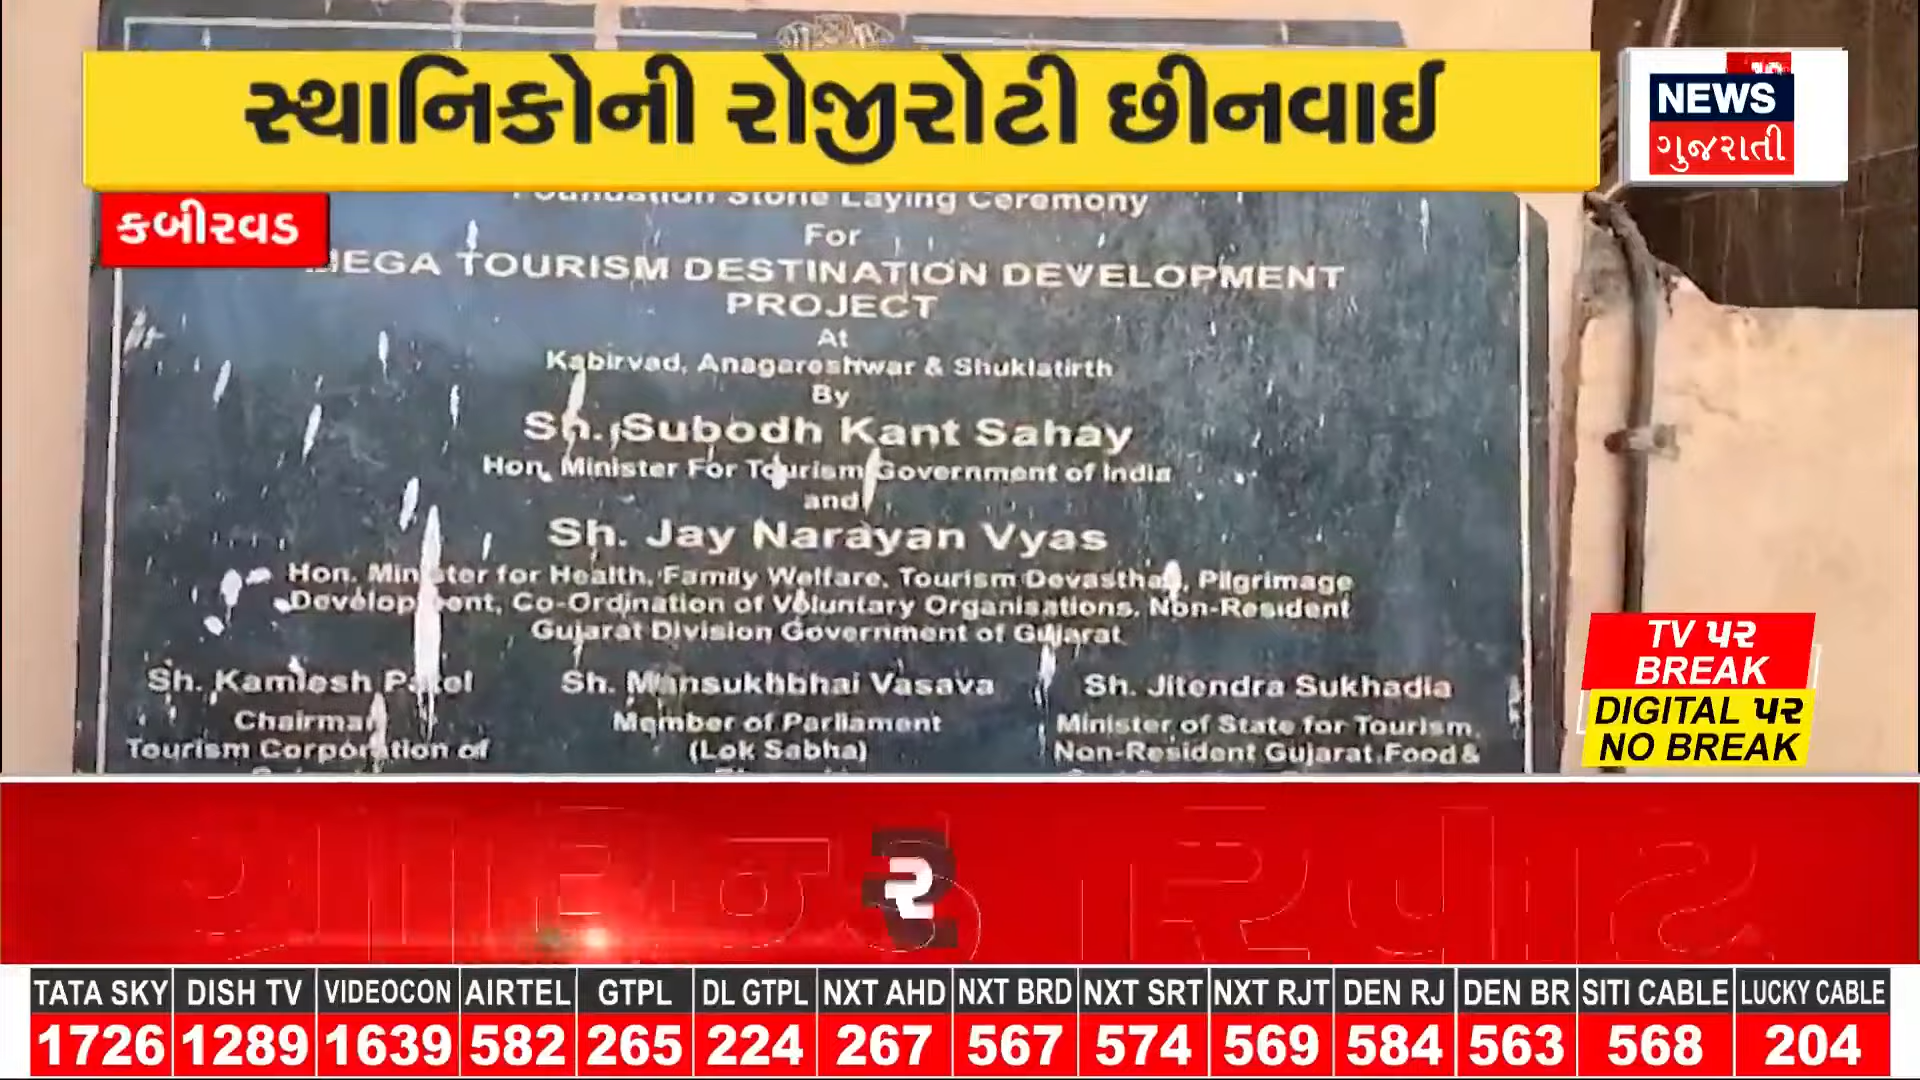 સ્થાનિકોની રોજીરોટી છીનવાઈ
NEWS
ગુજરાતી
કબીરવડ
Foundation Stone Laying Ceremony
For
MEGA TOURISM DESTINATION DEVELOPMENT
PROJECT
At
Kabirvad, Anagareshwar & Shuklatirth
By
Sh. Subodh Kant Sahay
Hon. Minister For Tourism Government of India
and
Sh. Jay Narayan Vyas
Hon. Minister for Health, Family Welfare, Tourism Devasthan, Pilgrimage
Development, Co-Ordination of Voluntary Organisations, Non-Resident
Gujarat Division Government of Gujarat
Sh. Kamlesh Patel Sh. Mansukhbhai Vasava Sh. Jitendra Sukhadia
Chairman Member of Parliament Minister of State for Tourism,
Tourism Corporation of (Lok Sabha) Non-Resident Gujarat, Food &
TV પર
BREAK
DIGITAL પર
NO BREAK
TATA SKY DISH TV VIDEOCON AIRTEL GTPL DL GTPL NXT AHD NXT BRD NXT SRT NXT RJT DEN RJ DEN BR SITI CABLE LUCKY CABLE
1726 1289 1639 582 265 224 267 567 574 569 584 563 568 204